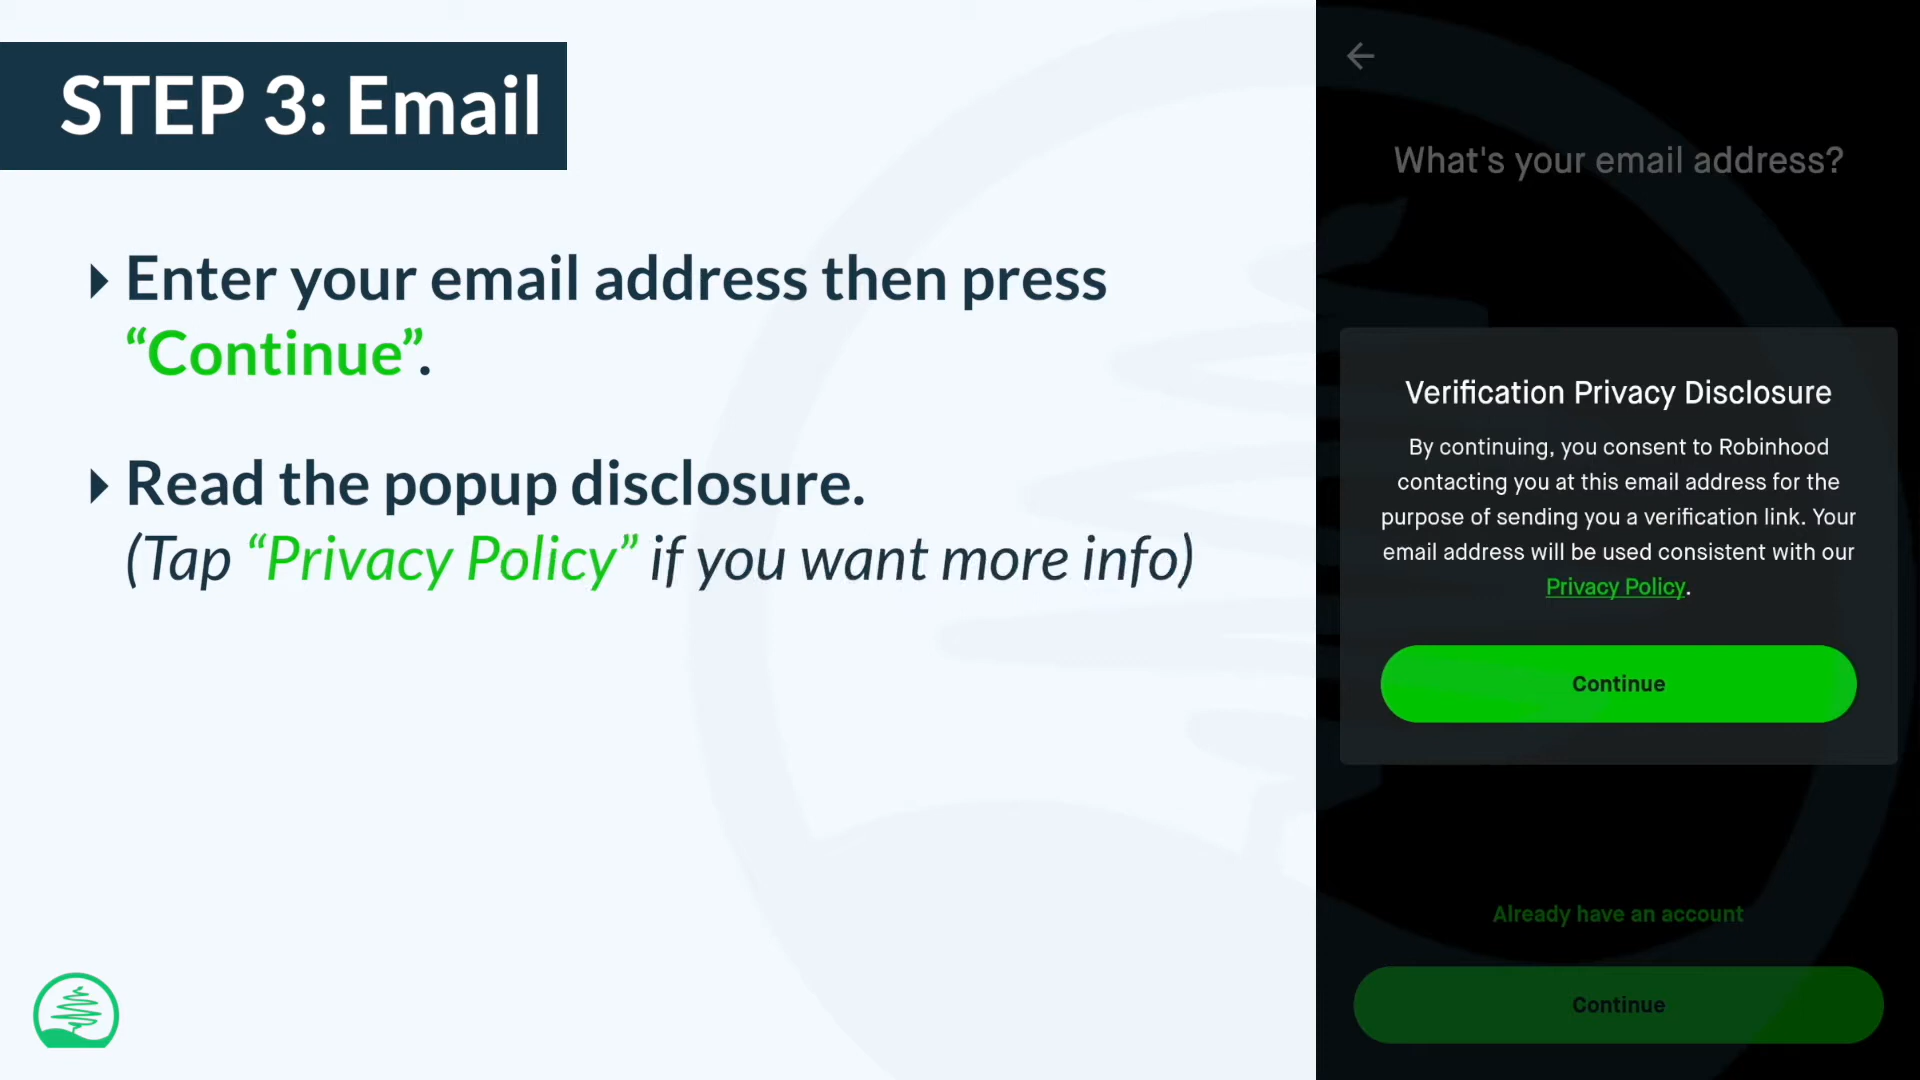 STEP 3: Email
Enter your email address then press
“Continue”.
Read the popup disclosure.
(Tap “Privacy Policy” if you want more info)
What's your email address?
Verification Privacy Disclosure
By continuing, you consent to Robinhood
contacting you at this email address for the
purpose of sending you a verification link. Your
email address will be used consistent with our
Privacy Policy.
Continue
Already have an account
Continue